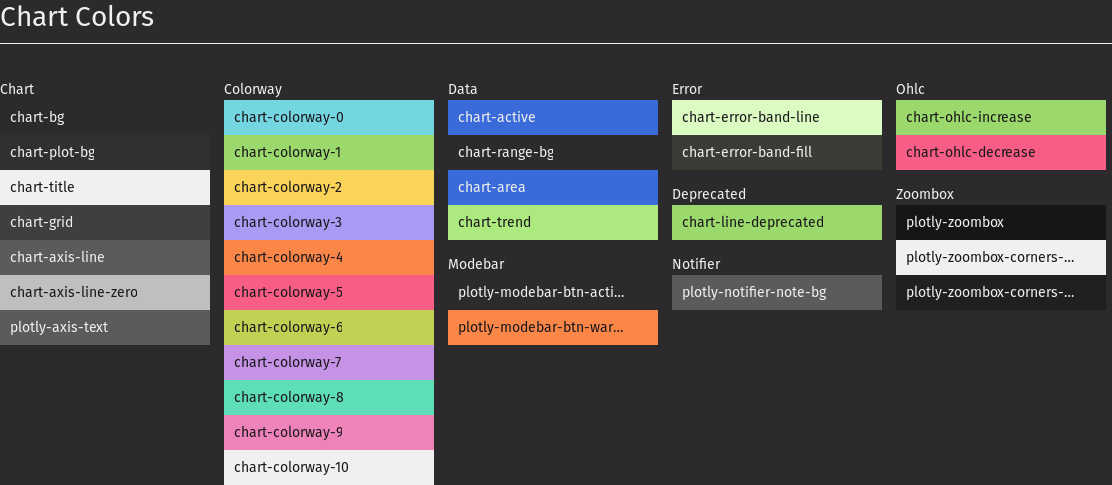 Chart Colors
Chart
chart-bg
chart-plot-bg
chart-title
chart-grid
chart-axis-line
chart-axis-line-zero
plotly-axis-text
Colorway
chart-colorway-0
chart-colorway-1
chart-colorway-2
chart-colorway-3
chart-colorway-4
chart-colorway-5
chart-colorway-6
chart-colorway-7
chart-colorway-8
chart-colorway-9
chart-colorway-10
Data
chart-active
chart-range-bg
chart-area
chart-trend
Modebar
plotly-modebar-btn-acti...
plotly-modebar-btn-war...
Error
chart-error-band-line
chart-error-band-fill
Deprecated
chart-line-deprecated
Notifier
plotly-notifier-note-bg
Ohlc
chart-ohlc-increase
chart-ohlc-decrease
Zoombox
plotly-zoombox
plotly-zoombox-corners-...
plotly-zoombox-corners-...